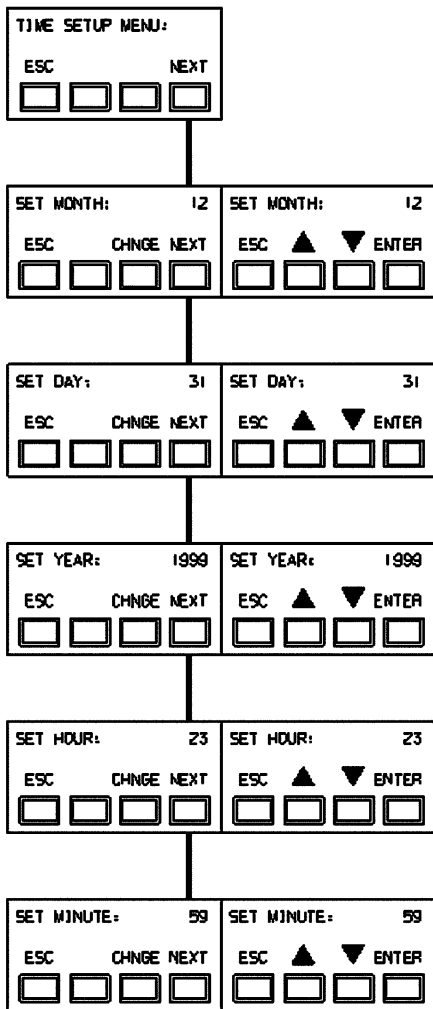 TIME SETUP MENU:
ESC NEXT
SET MONTH: 12
ESC CHNGE NEXT
SET MONTH: 12
ESC ▲ ▼ ENTER
SET DAY: 31
ESC CHNGE NEXT
SET DAY: 31
ESC ▲ ▼ ENTER
SET YEAR: 1999
ESC CHNGE NEXT
SET YEAR: 1999
ESC ▲ ▼ ENTER
SET HOUR: 23
ESC CHNGE NEXT
SET HOUR: 23
ESC ▲ ▼ ENTER
SET MINUTE: 59
ESC CHNGE NEXT
SET MINUTE: 59
ESC ▲ ▼ ENTER